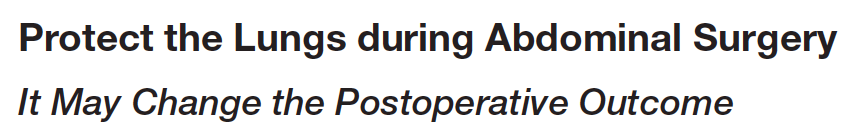 Protect the Lungs during Abdominal Surgery
It May Change the Postoperative Outcome